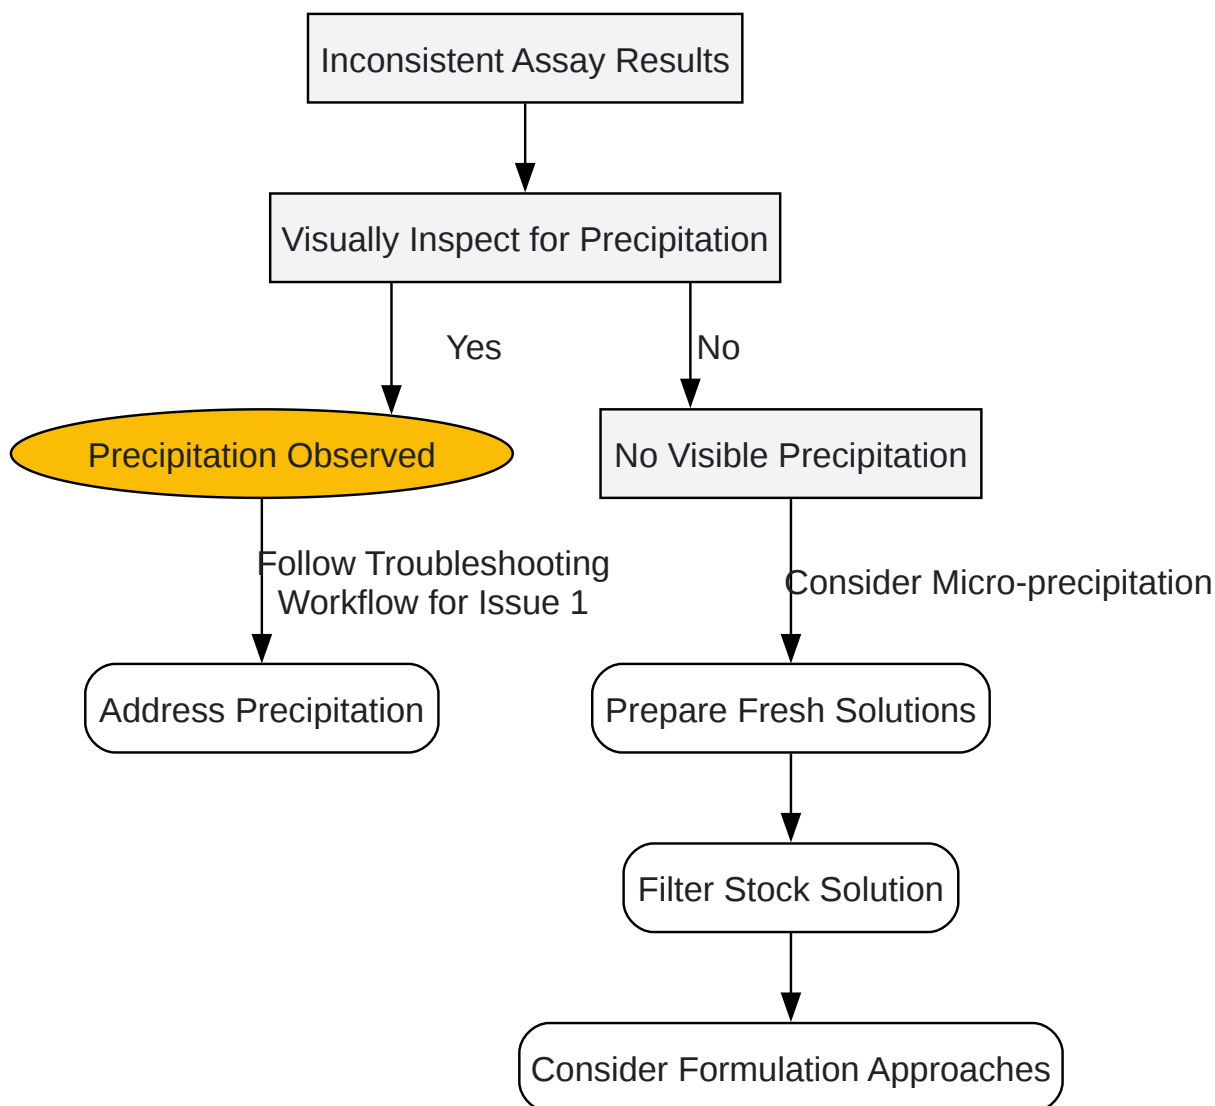 Inconsistent Assay Results
Visually Inspect for Precipitation
Yes
No
Precipitation Observed
No Visible Precipitation
Follow Troubleshooting
Workflow for Issue 1
Consider Micro-precipitation
Address Precipitation
Prepare Fresh Solutions
Filter Stock Solution
Consider Formulation Approaches